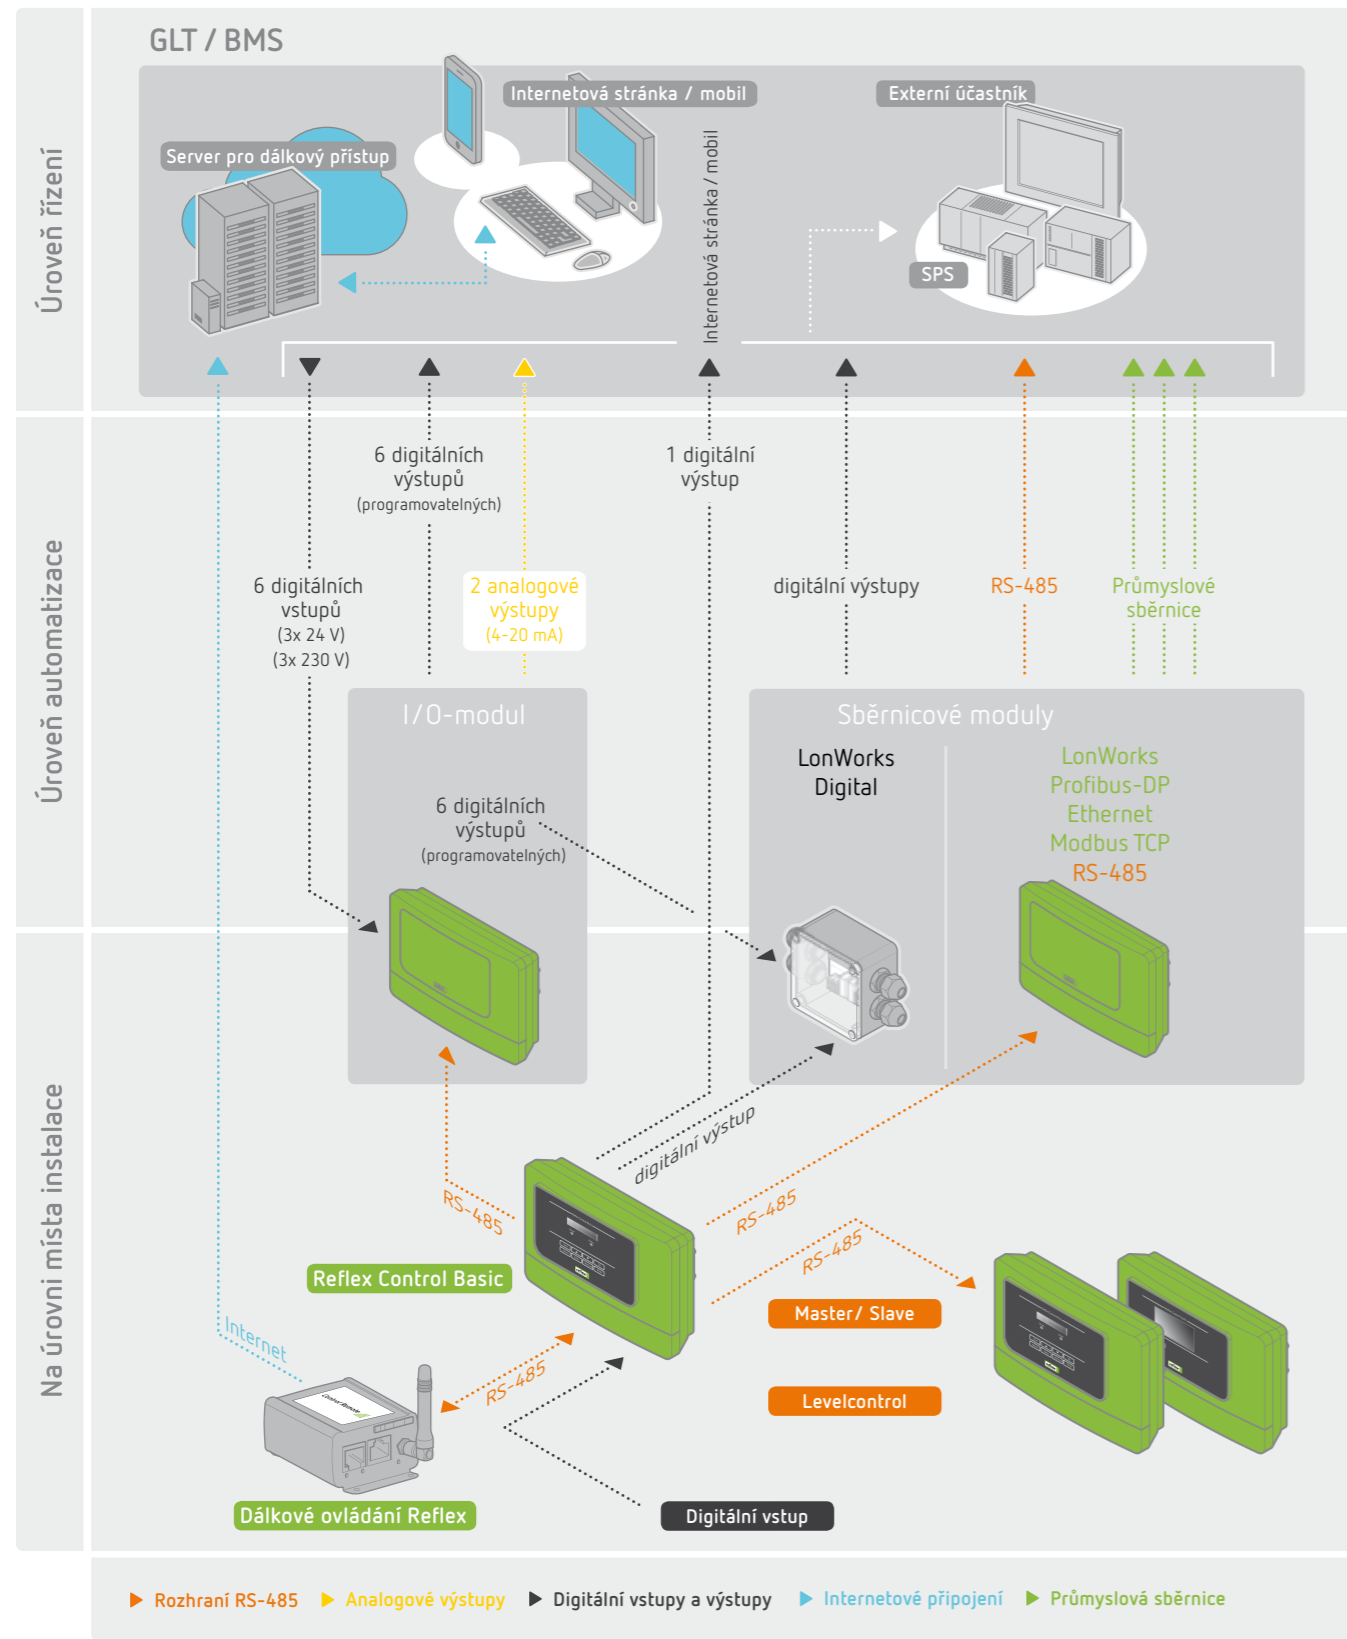 GLT / BMS
Úroveň řízení
Internetová stránka / mobil
Externí účastník
Server pro dálkový přístup
Internetová stránka / mobil
SPS
Úroveň automatizace
6 digitálních
výstupů
(programovatelných)
1 digitální
výstup
6 digitálních
vstupů
(3x 24 V)
(3x 230 V)
2 analogové
výstupy
(4-20 mA)
digitální výstupy
RS-485
Průmyslové
sběrnice
I/O-modul
Sběrnicové moduly
LonWorks
Digital
LonWorks
Profibus-DP
Ethernet
Modbus TCP
RS-485
6 digitálních
výstupů
(programovatelných)
Na úrovni místa instalace
digitální výstup
RS-485
RS-485
RS-485
Reflex Control Basic
Master/ Slave
Internet
RS-485
Levelcontrol
Control Remote
Dálkové ovládání Reflex
Digitální vstup
Rozhraní RS-485
Analogové výstupy
Digitální vstupy a výstupy
Internetové připojení
Průmyslová sběrnice